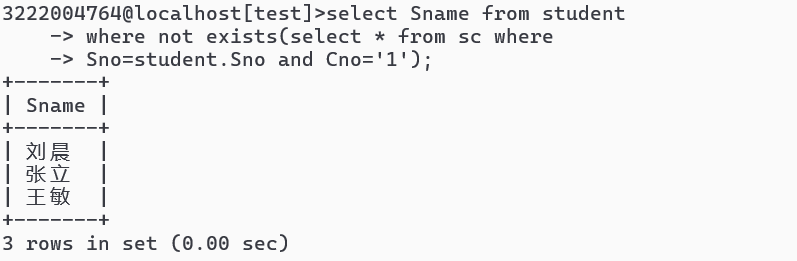 3222004764@localhost[test]>select Sname from student
    -> where not exists(select * from sc where
    -> Sno=student.Sno and Cno='1');
+-------+
| Sname |
+-------+
| 刘晨  |
| 张立  |
| 王敏  |
+-------+
3 rows in set (0.00 sec)